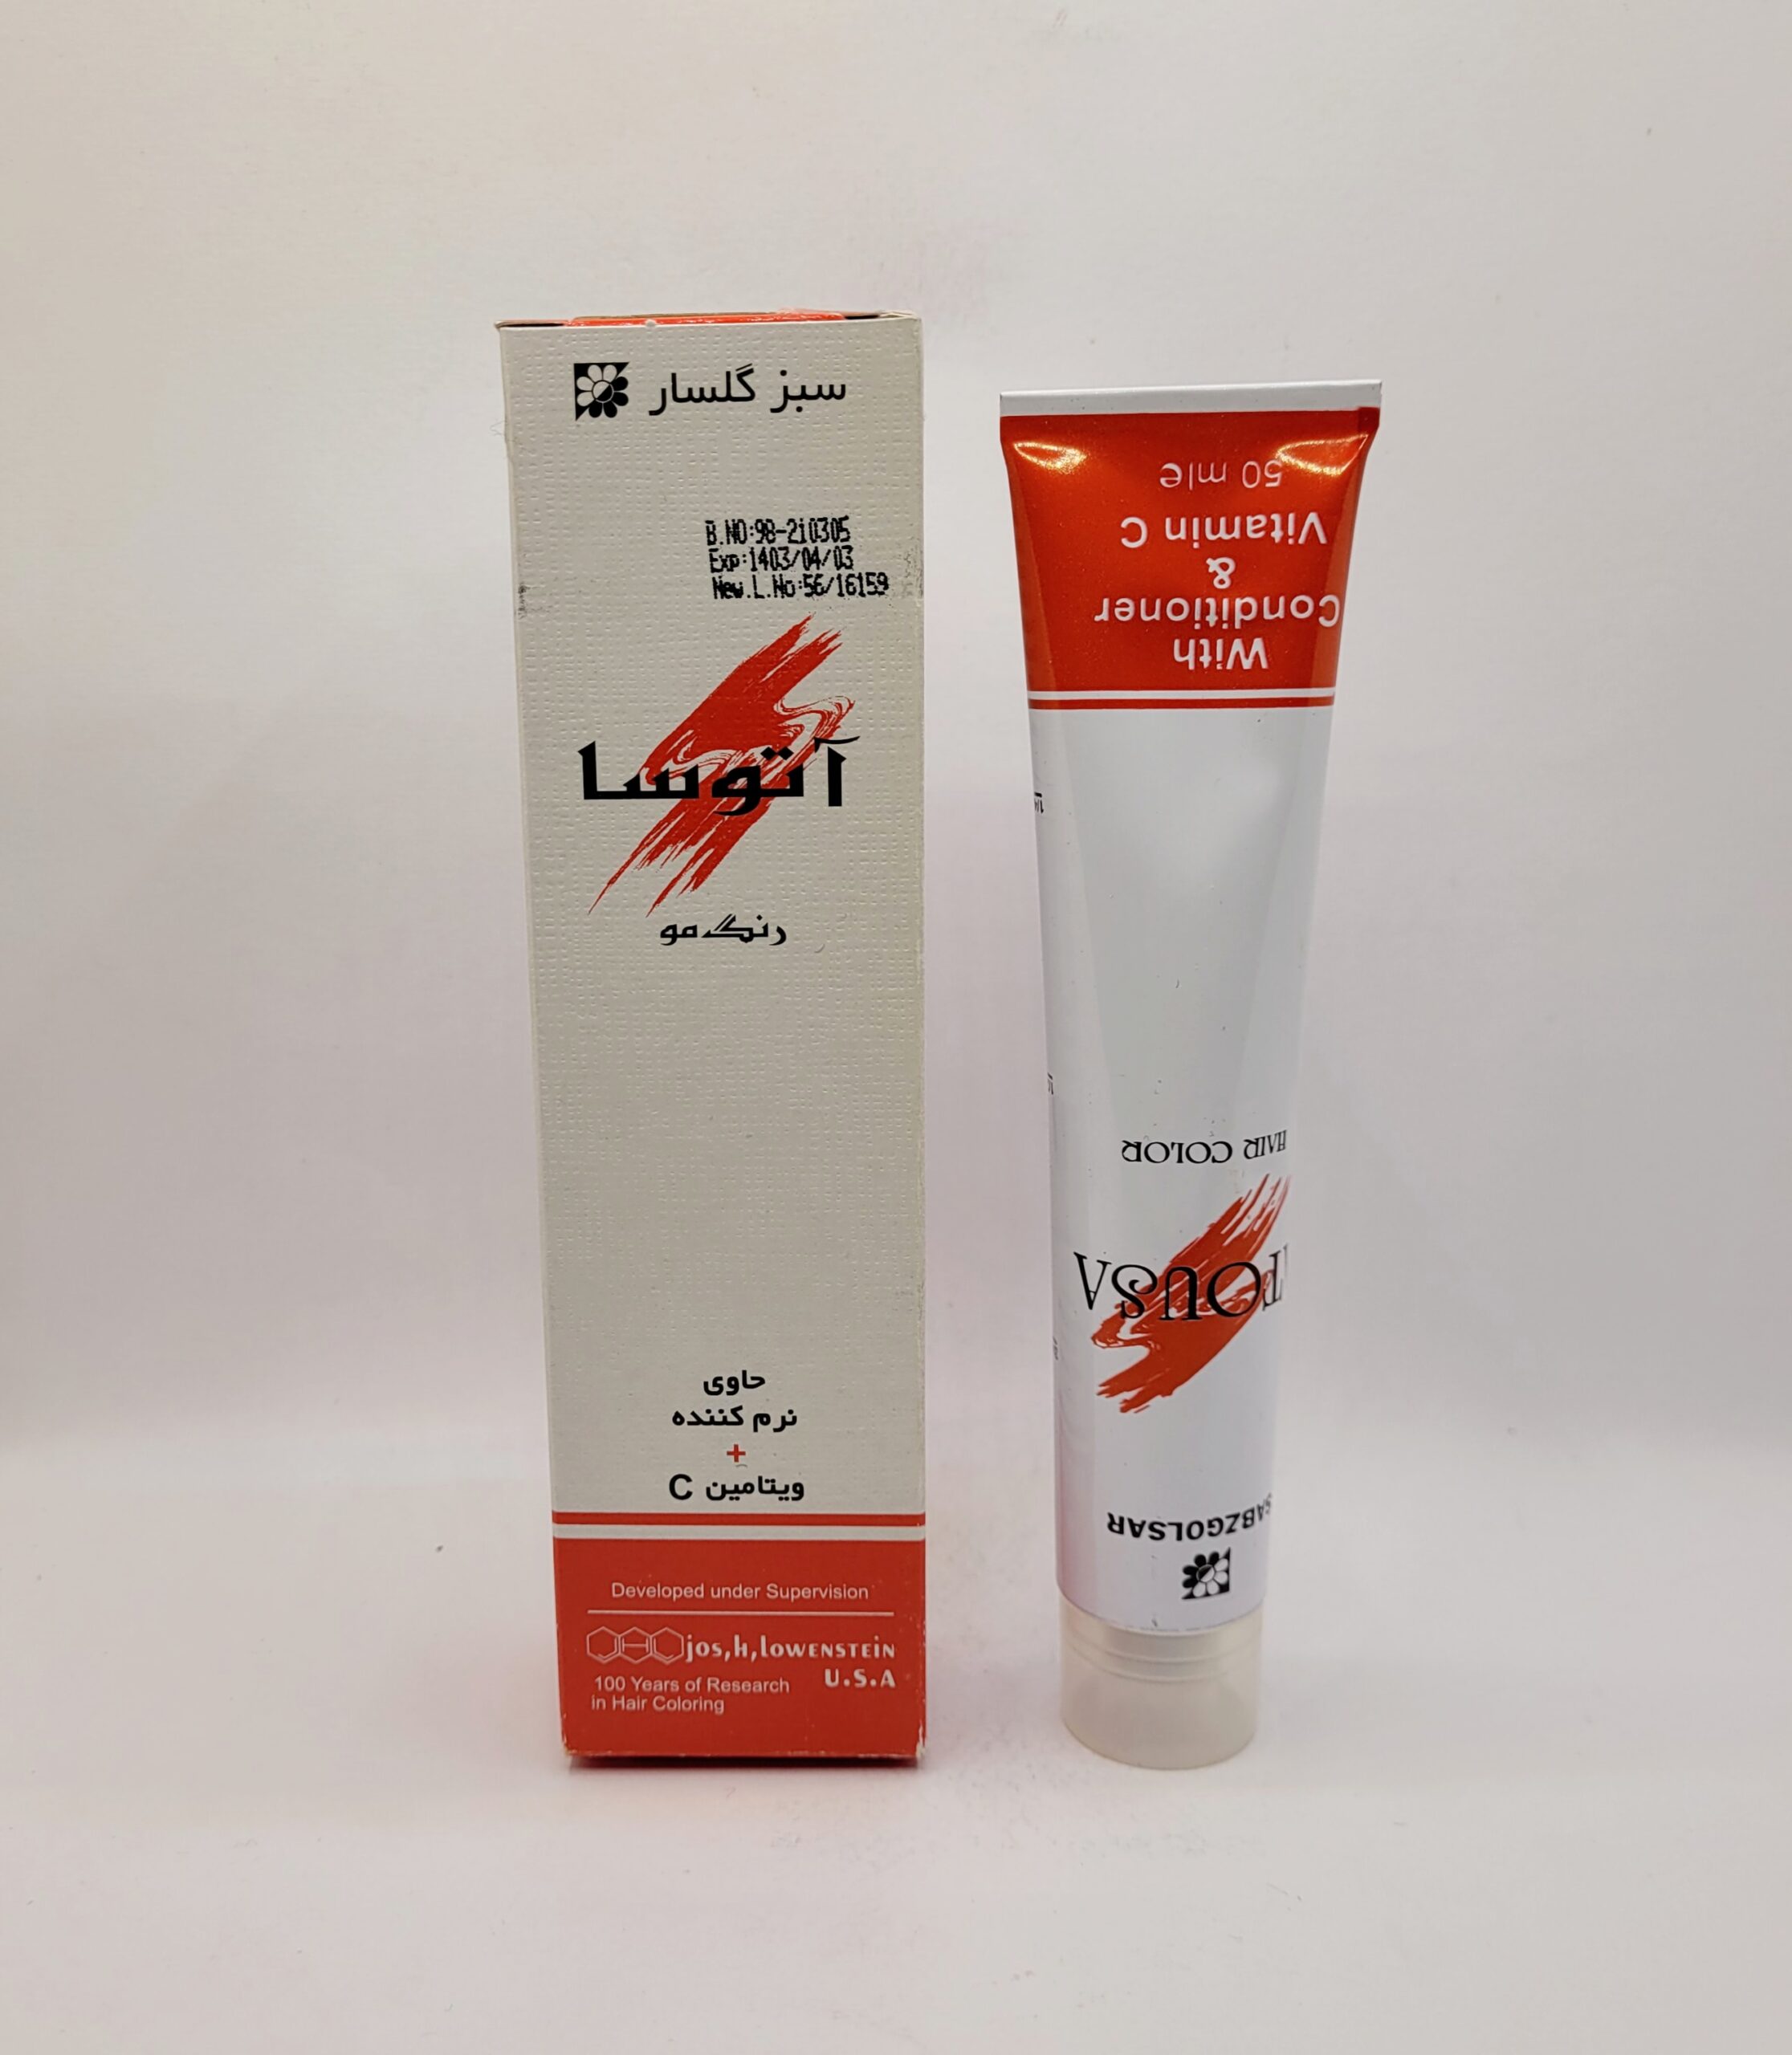 سبز گلسار
B.NO:98-210305
Exp:1403/04/03
New.L.No:56/16159
آتوسا
رنگ مو
حاوی
نرم کننده
+
ویتامین C
Developed under Supervision
JHL jos,h,lowenstein
U.S.A
100 Years of Research
in Hair Coloring
SABZGOLSAR
TOUSA
HAIR COLOR
With
Conditioner
&
Vitamin C
50 mle